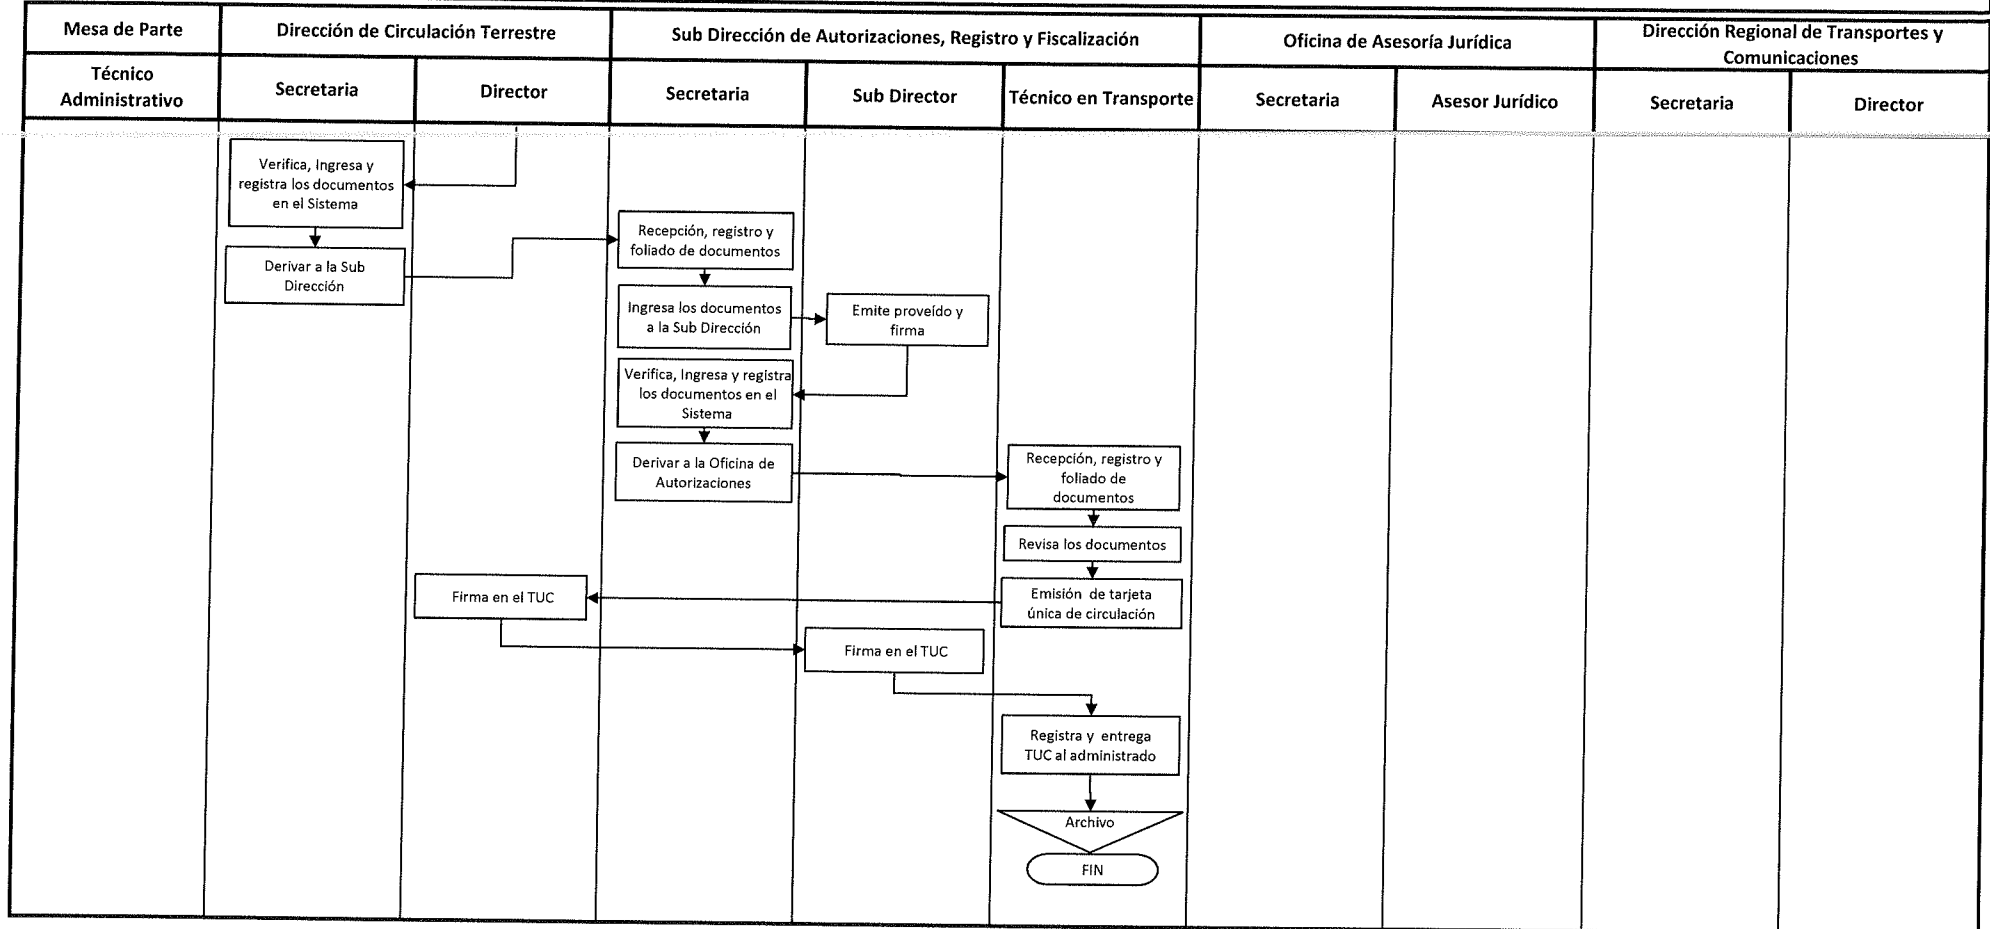 Mesa de Parte
Dirección de Circulación Terrestre
Sub Dirección de Autorizaciones, Registro y Fiscalización
Oficina de Asesoría Jurídica
Dirección Regional de Transportes y
Comunicaciones
Técnico
Administrativo
Secretaria
Director
Secretaria
Sub Director
Técnico en Transporte
Secretaria
Asesor Jurídico
Secretaria
Director
Verifica, Ingresa y
registra los documentos
en el Sistema
Derivar a la Sub
Dirección
Recepción, registro y
foliado de documentos
Ingresa los documentos
a la Sub Dirección
Emite proveído y
firma
Verifica, Ingresa y registra
los documentos en el
Sistema
Derivar a la Oficina de
Autorizaciones
Recepción, registro y
foliado de
documentos
Revisa los documentos
Emisión de tarjeta
única de circulación
Firma en el TUC
Firma en el TUC
Registra y entrega
TUC al administrado
Archivo
FIN